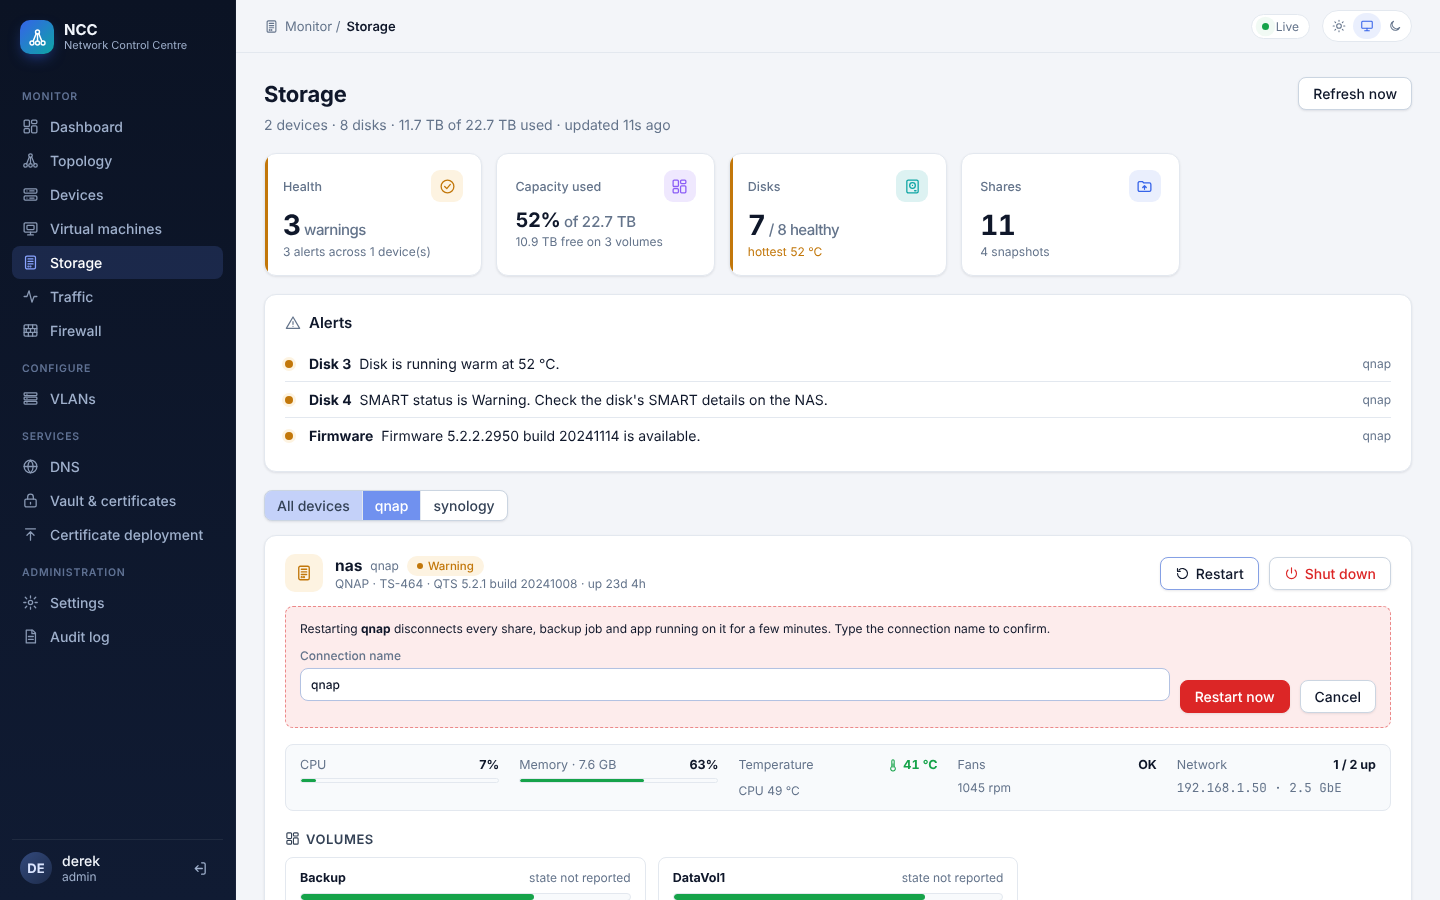 NCC
Network Control Centre
MONITOR
Dashboard
Topology
Devices
Virtual machines
Storage
Traffic
Firewall
CONFIGURE
VLANs
SERVICES
DNS
Vault & certificates
Certificate deployment
ADMINISTRATION
Settings
Audit log
DE
derek
admin
Monitor / Storage
Live
Storage
Refresh now
2 devices · 8 disks · 11.7 TB of 22.7 TB used · updated 11s ago
Health
3 warnings
3 alerts across 1 device(s)
Capacity used
52% of 22.7 TB
10.9 TB free on 3 volumes
Disks
7 / 8 healthy
hottest 52 °C
Shares
11
4 snapshots
Alerts
Disk 3 Disk is running warm at 52 °C. qnap
Disk 4 SMART status is Warning. Check the disk's SMART details on the NAS. qnap
Firmware Firmware 5.2.2.2950 build 20241114 is available. qnap
All devices qnap synology
nas qnap Warning
QNAP · TS-464 · QTS 5.2.1 build 20241008 · up 23d 4h
Restart Shut down
Restarting qnap disconnects every share, backup job and app running on it for a few minutes. Type the connection name to confirm.
Connection name
qnap
Restart now Cancel
CPU 7%
Memory · 7.6 GB 63%
Temperature 41 °C
CPU 49 °C
Fans OK
1045 rpm
Network 1 / 2 up
192.168.1.50 · 2.5 GbE
VOLUMES
Backup state not reported
DataVol1 state not reported